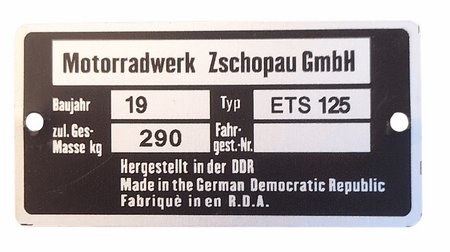 Motorradwerk Zschopau GmbH
Baujahr 19 Typ ETS 125
zul. Ges-Masse kg 290 Fahr-gest.-Nr.
Hergestellt in der DDR
Made in the German Democratic Republic
Fabriquè in en R.D.A.